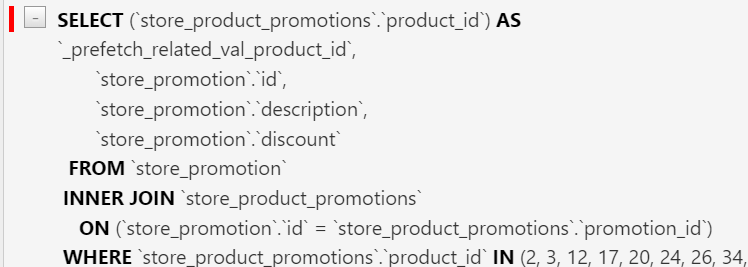 SELECT (`store_product_promotions`.`product_id`) AS
`_prefetch_related_val_product_id`,
`store_promotion`.`id`,
`store_promotion`.`description`,
`store_promotion`.`discount`
FROM `store_promotion`
INNER JOIN `store_product_promotions`
ON (`store_promotion`.`id` = `store_product_promotions`.`promotion_id`)
WHERE `store_product_promotions`.`product_id` IN (2, 3, 12, 17, 20, 24, 26, 34,